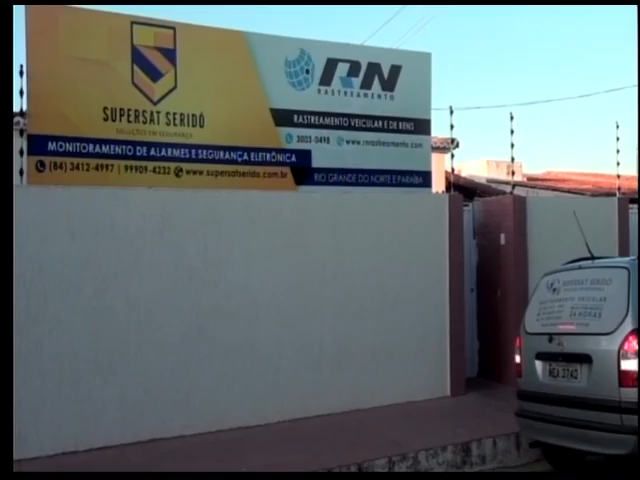 SUPERSAT SERIDÓ
SOLUÇÕES EM SEGURANÇA
MONITORAMENTO DE ALARMES E SEGURANÇA ELETRÔNICA
(84) 3412-4997 | 99909-4232 www.supersatserido.com.br
RN
RASTREAMENTO
RASTREAMENTO VEICULAR E DE BENS
3003-0498 www.rnrastreamento.com
RIO GRANDE DO NORTE E PARAÍBA
SUPERSAT SERIDÓ
RASTREAMENTO VEICULAR
24 HORAS